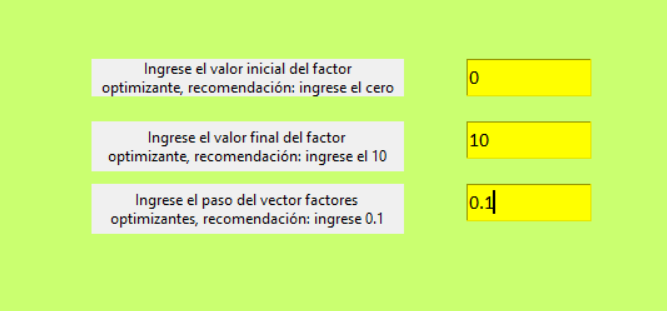 Ingrese el valor inicial del factor
optimizante, recomendación: ingrese el cero
0
Ingrese el valor final del factor
optimizante, recomendación: ingrese el 10
10
Ingrese el paso del vector factores
optimizantes, recomendación: ingrese 0.1
0.1